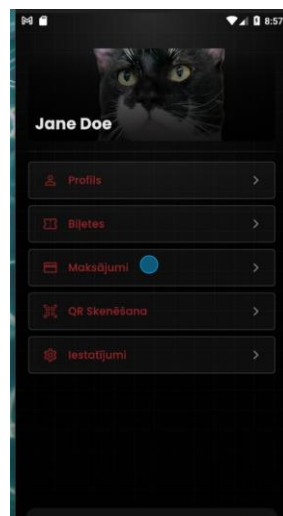 8:57
Jane Doe
Profils
Biļetes
Maksājumi
QR Skenēšana
Iestatījumi